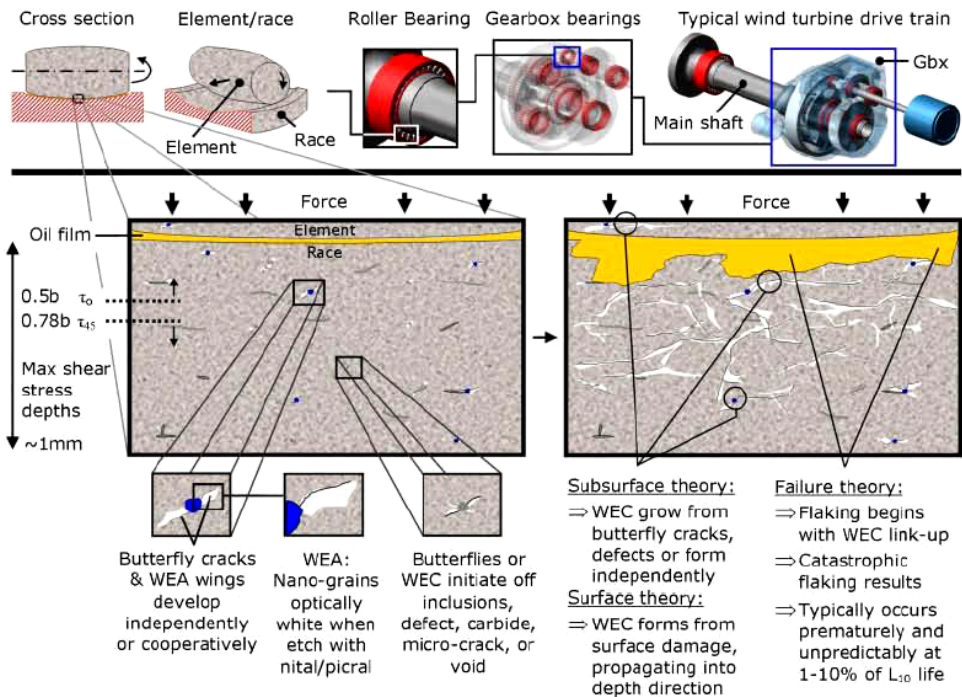 Cross section
Element/race
Roller Bearing
Gearbox bearings
Typical wind turbine drive train
Gbx
Main shaft
Element
Race
Force
Force
Oil film
Element
Race
0.5b τo
0.78b τ45
Max shear
stress
depths
~1mm
Butterfly cracks
& WEA wings
develop
independently
or cooperatively
WEA:
Nano-grains
optically
white when
etch with
nital/picral
Butterflies or
WEC initiate off
inclusions,
defect, carbide,
micro-crack, or
void
Subsurface theory:
⇒ WEC grow from
butterfly cracks,
defects or form
independently
Surface theory:
⇒ WEC forms from
surface damage,
propagating into
depth direction
Failure theory:
⇒ Flaking begins
with WEC link-up
⇒ Catastrophic
flaking results
⇒ Typically occurs
prematurely and
unpredictably at
1-10% of L₁₀ life